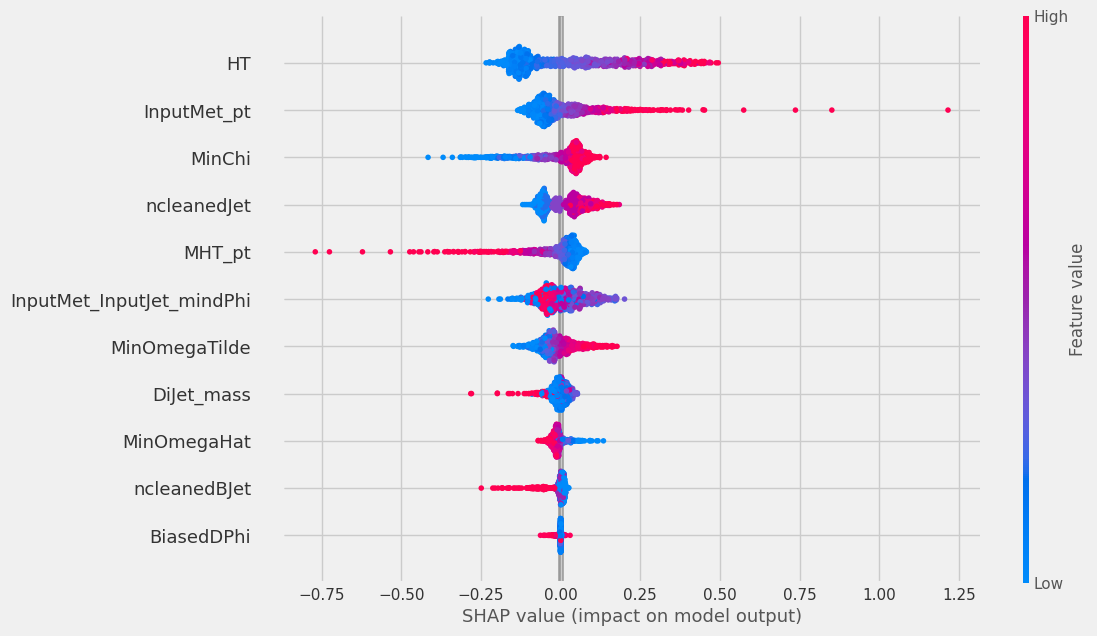 High
HT
InputMet_pt
MinChi
ncleanedJet
MHT_pt
InputMet_InputJet_mindPhi
MinOmegaTilde
DiJet_mass
MinOmegaHat
ncleanedBJet
BiasedDPhi
Feature value
Low
−0.75 −0.50 −0.25 0.00 0.25 0.50 0.75 1.00 1.25
SHAP value (impact on model output)